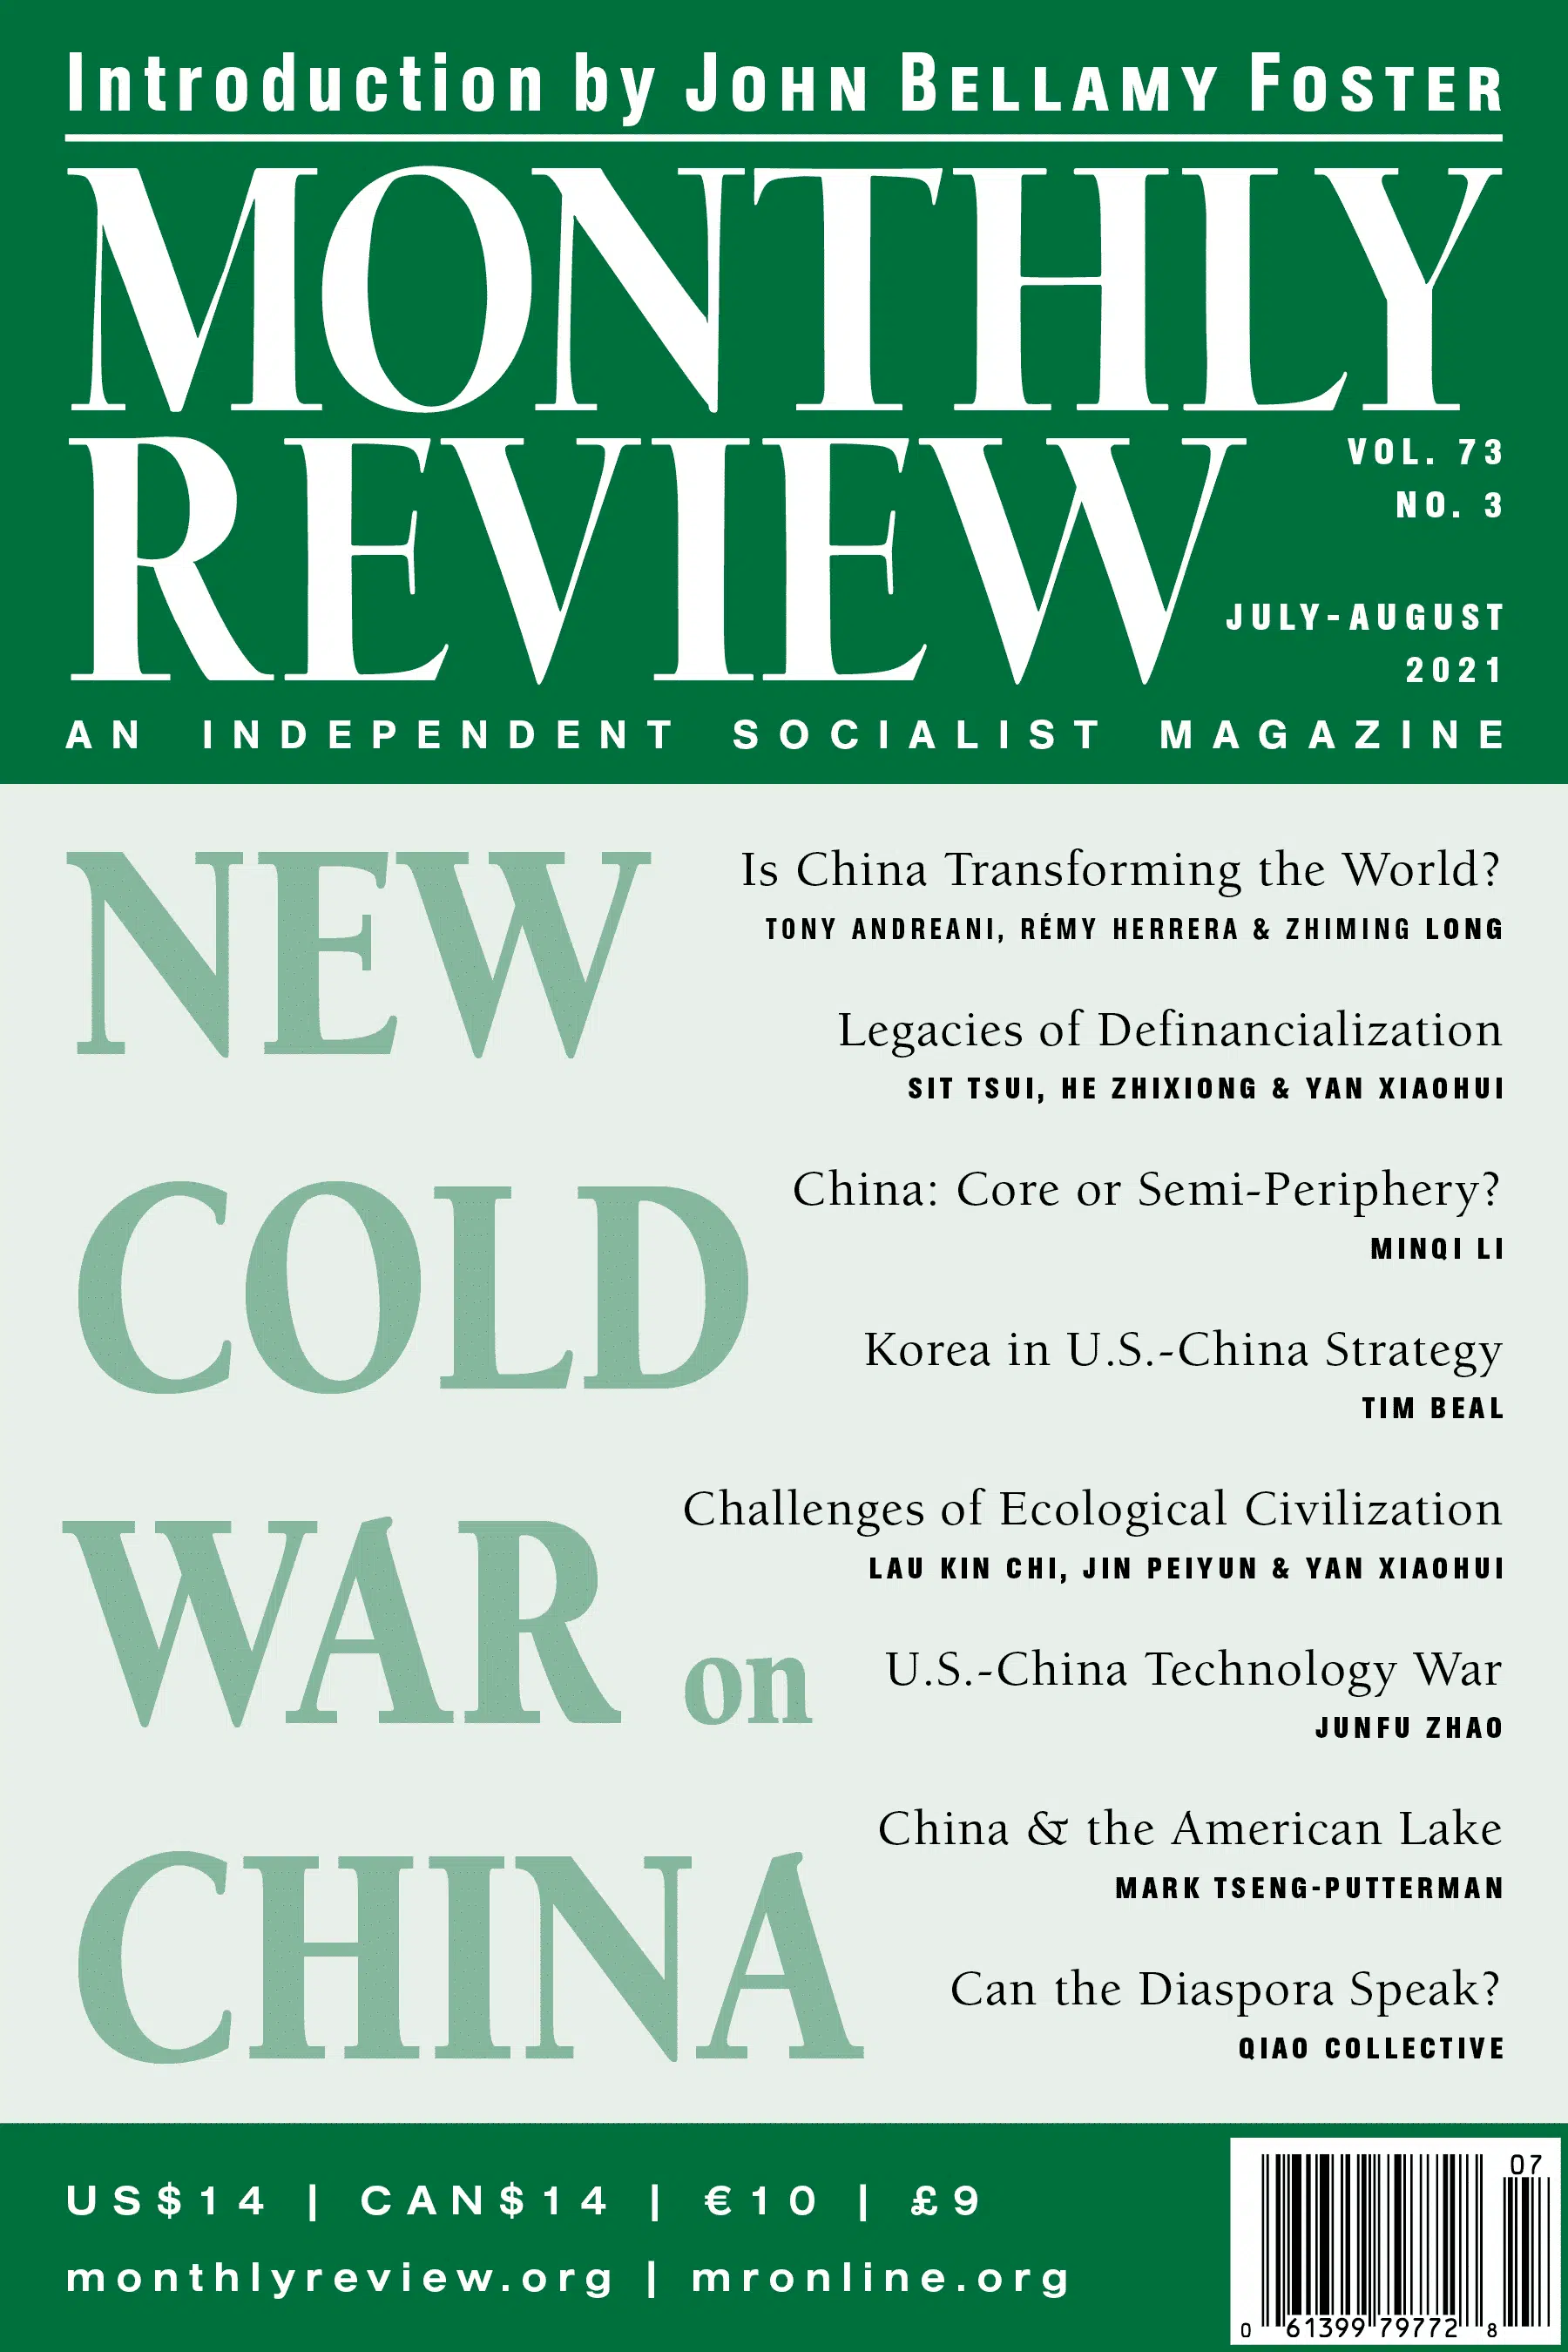 Introduction by JOHN BELLAMY FOSTER
MONTHLY
REVIEW
VOL. 73
NO. 3
JULY-AUGUST
2021
AN INDEPENDENT SOCIALIST MAGAZINE
NEW
COLD
WAR on
CHINA
Is China Transforming the World?
TONY ANDREANI, RÉMY HERRERA & ZHIMING LONG
Legacies of Definancialization
SIT TSUI, HE ZHIXIONG & YAN XIAOHUI
China: Core or Semi-Periphery?
MINQI LI
Korea in U.S.-China Strategy
TIM BEAL
Challenges of Ecological Civilization
LAU KIN CHI, JIN PEIYUN & YAN XIAOHUI
U.S.-China Technology War
JUNFU ZHAO
China & the American Lake
MARK TSENG-PUTTERMAN
Can the Diaspora Speak?
QIAO COLLECTIVE
US$14 | CAN$14 | €10 | £9
monthlyreview.org | mronline.org
07
0 61399 79772 8